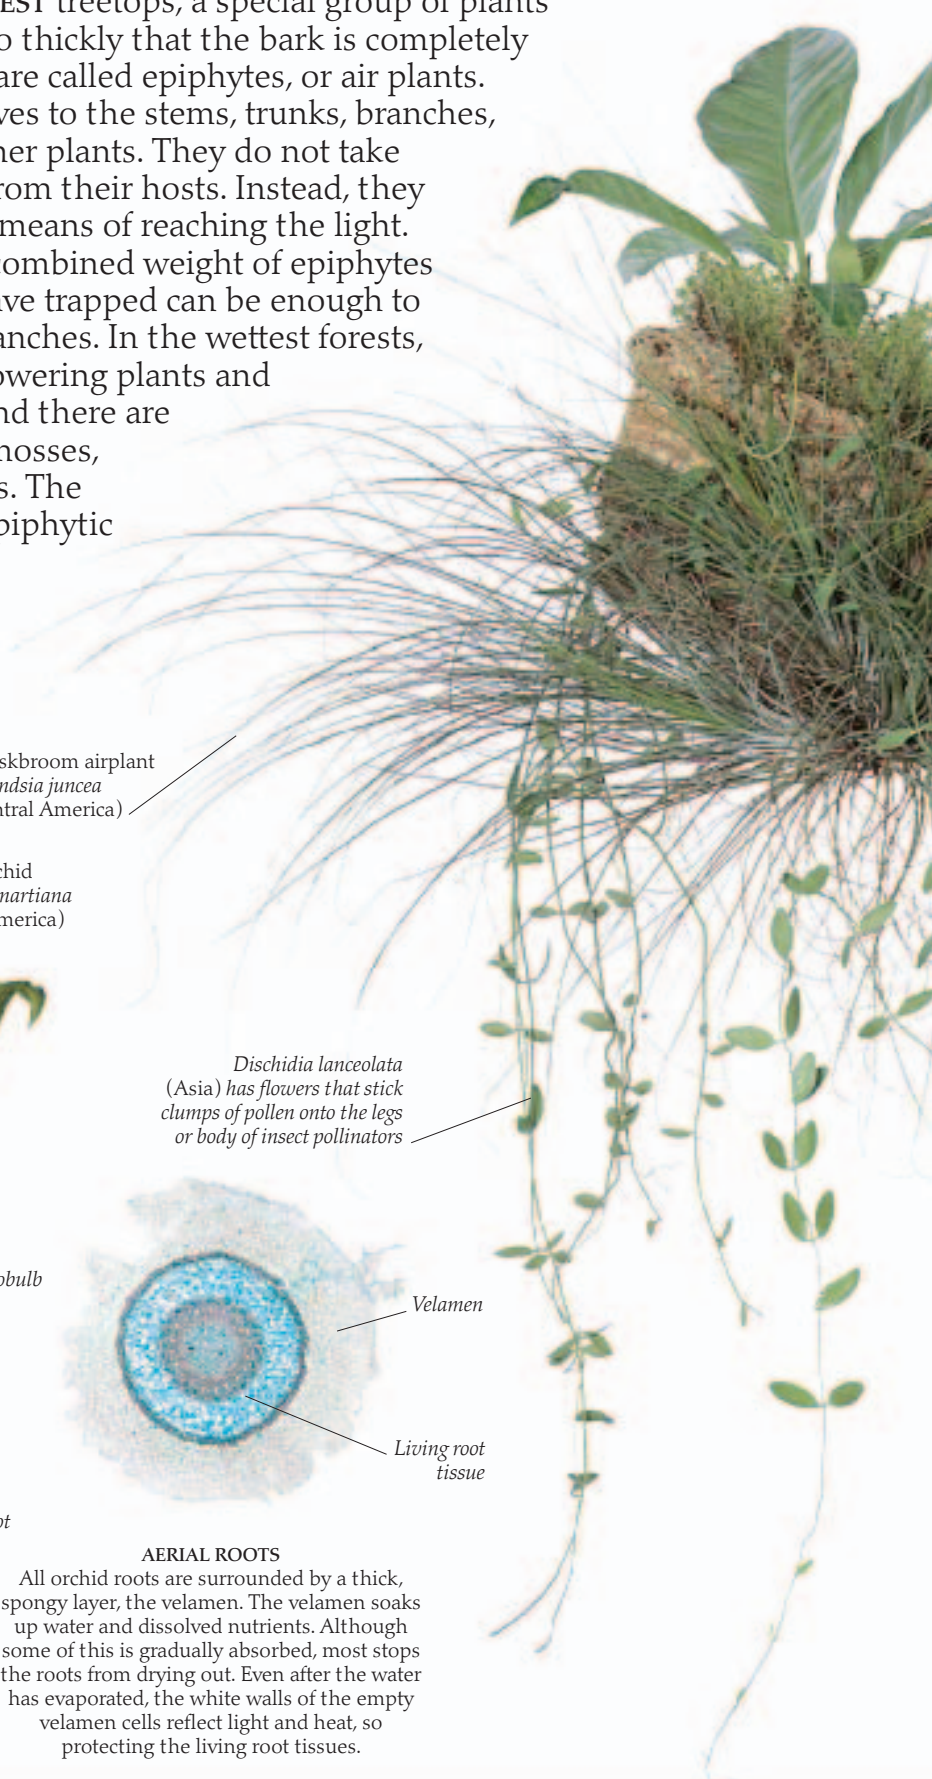 EST treetops, a special group of plants
o thickly that the bark is completely
are called epiphytes, or air plants.
ves to the stems, trunks, branches,
her plants. They do not take
rom their hosts. Instead, they
means of reaching the light.
combined weight of epiphytes
ave trapped can be enough to
anches. In the wettest forests,
owering plants and
nd there are
nosses,
s. The
piphytic
skbroom airplant
ndsia juncea
ntral America)
chid
martiana
merica)
Dischidia lanceolata
(Asia) has flowers that stick
clumps of pollen onto the legs
or body of insect pollinators
obulb
Velamen
Living root
tissue
ot
AERIAL ROOTS
All orchid roots are surrounded by a thick,
spongy layer, the velamen. The velamen soaks
up water and dissolved nutrients. Although
some of this is gradually absorbed, most stops
the roots from drying out. Even after the water
has evaporated, the white walls of the empty
velamen cells reflect light and heat, so
protecting the living root tissues.